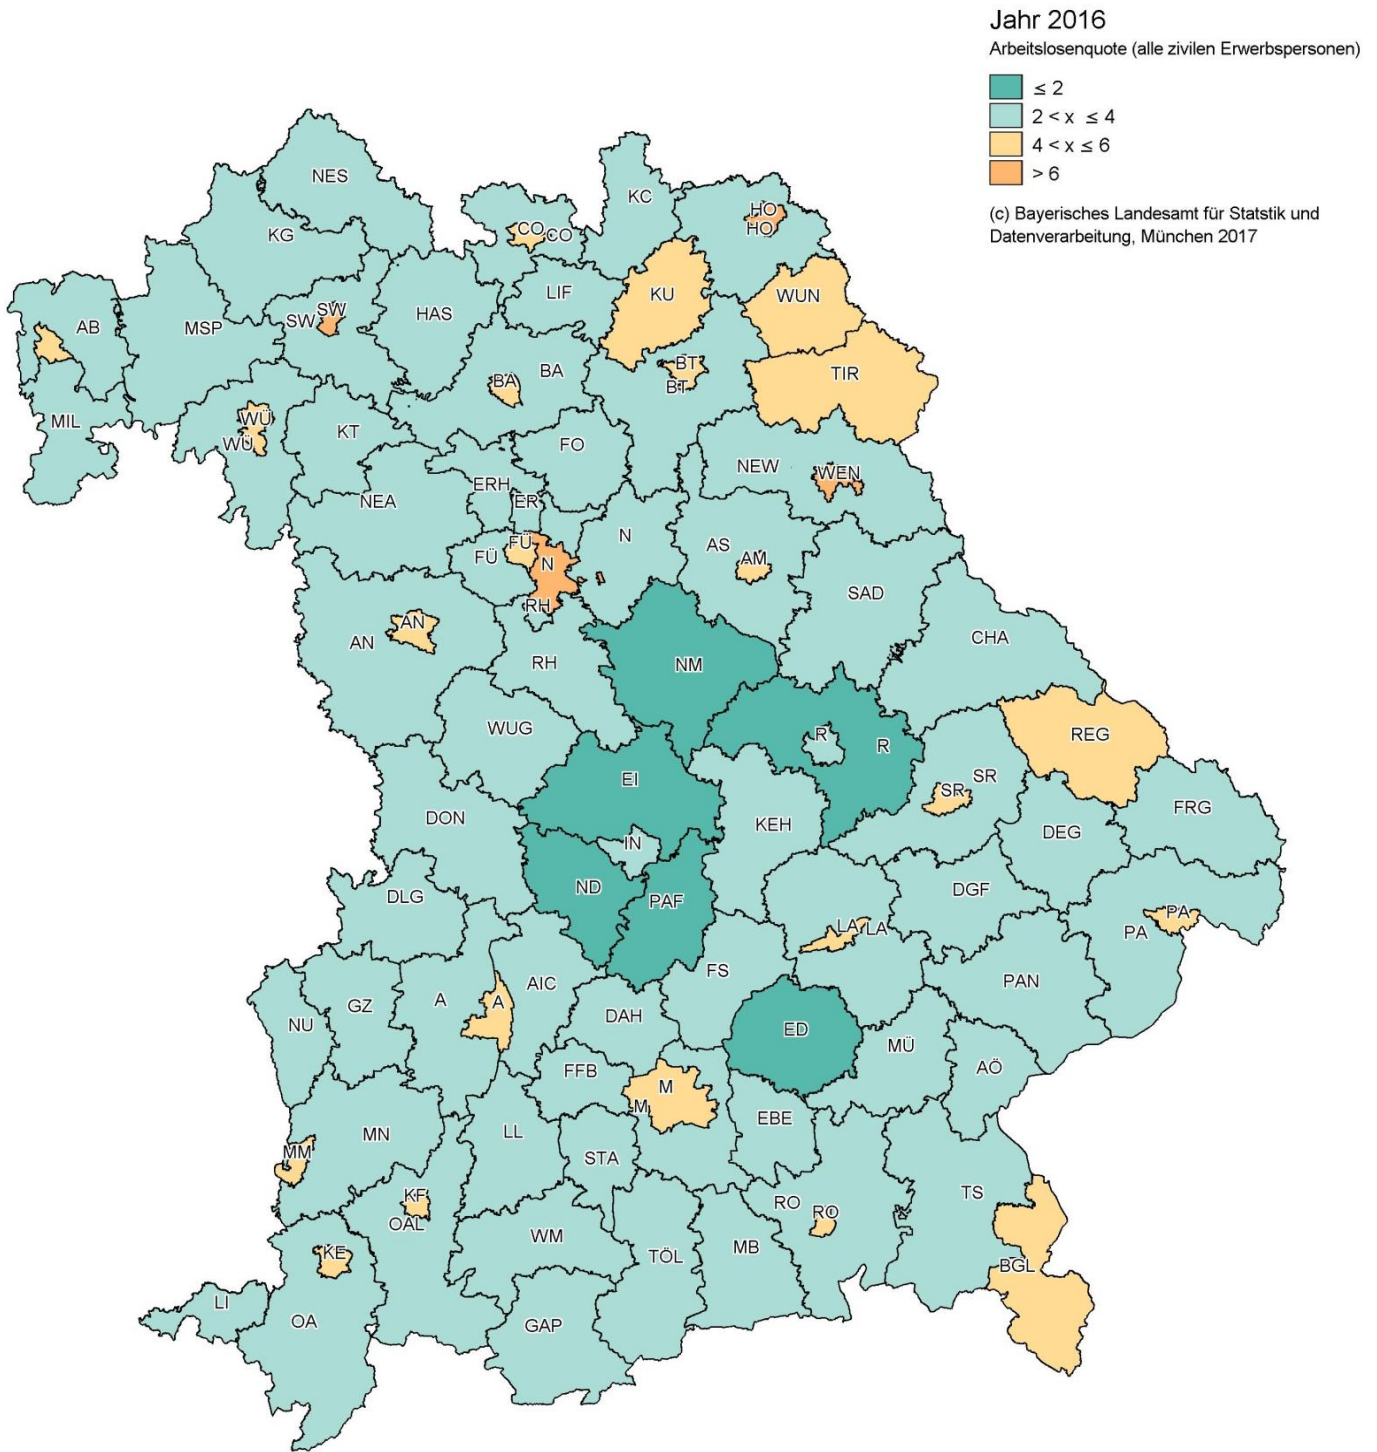 Jahr 2016
Arbeitslosenquote (alle zivilen Erwerbspersonen)
≤ 2
2 < x ≤ 4
4 < x ≤ 6
> 6
(c) Bayerisches Landesamt für Statstik und
Datenverarbeitung, München 2017
NES
KC
KG
HO
HO
CO
CO
LIF
KU
WUN
AB
MSP
SW
SW
HAS
BA
BA
BT
BT
TIR
MIL
WÜ
WÜ
KT
FO
NEW
WEN
NEA
ERH
ER
N
AS
AM
FÜ
FÜ
N
SAD
RH
AN
AN
RH
NM
CHA
WUG
R
R
REG
EI
SR
SR
DON
KEH
DEG
FRG
IN
ND
PAF
DGF
DLG
LA
LA
PA
PA
FS
PAN
AIC
A
A
GZ
NU
DAH
ED
MÜ
AÖ
FFB
M
M
EBE
MN
LL
STA
MM
TS
KF
OAL
RO
RO
WM
TÖL
MB
KE
BGL
LI
OA
GAP